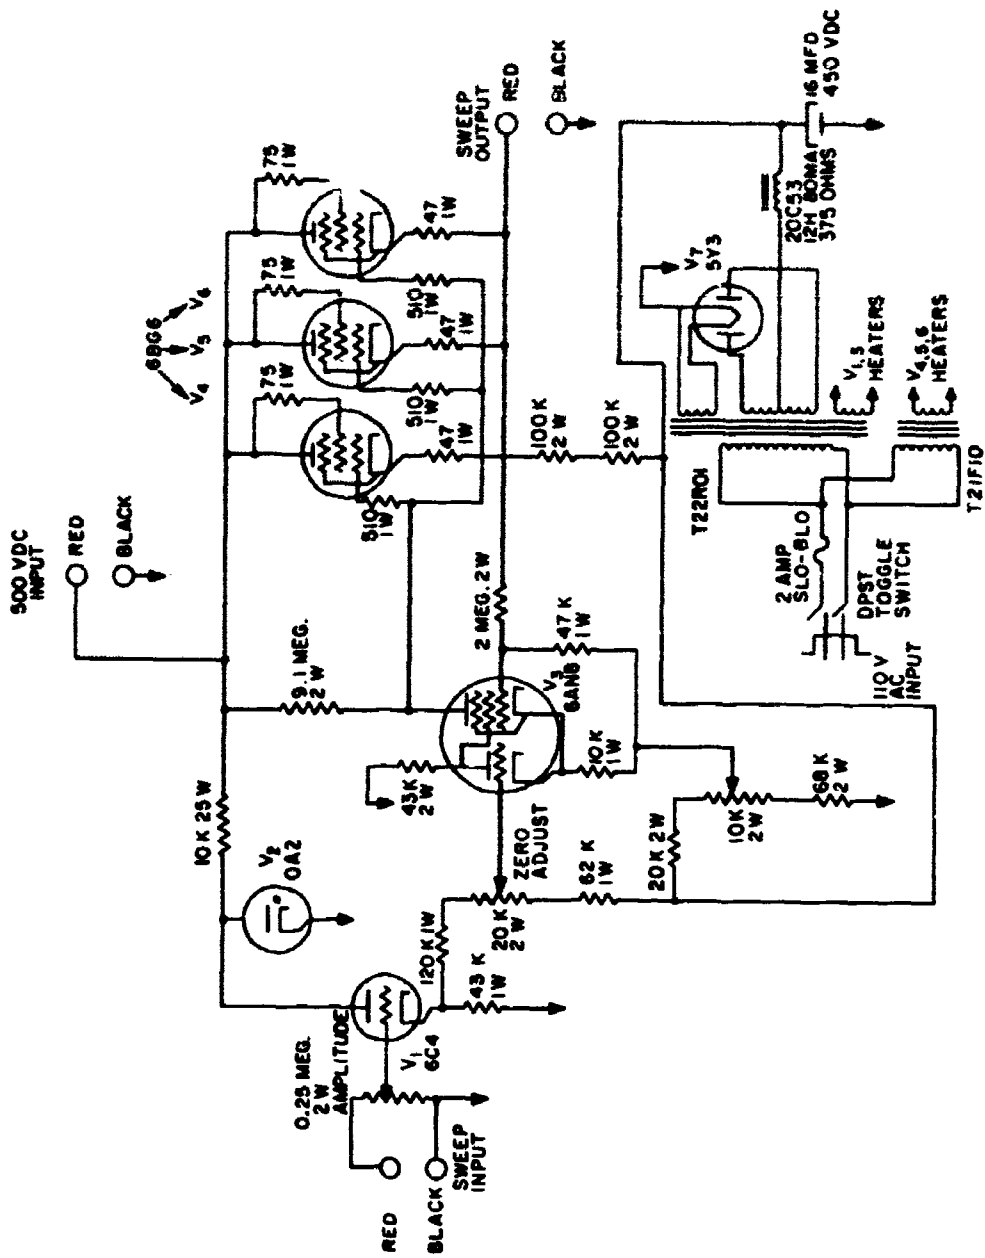 500 VDC
INPUT
RED
BLACK
6BG6
V4
V5
V6
75
1W
75
1W
75
1W
SWEEP
OUTPUT
RED
BLACK
10K 25W
9.1 MEG.
2 W
510
1W
47
1W
510
1W
47
1W
510
1W
47
1W
V2
OA2
43K
2W
2 MEG. 2W
V3
6AN8
47 K
1W
100 K
2 W
100 K
2 W
0.25 MEG.
2 W
AMPLITUDE
V1
6C4
120K 1W
43 K
1W
20 K
2 W
ZERO
ADJUST
62 K
1W
10K
1W
20K 2W
10K
2W
68 K
2 W
RED
BLACK
SWEEP
INPUT
T22R01
2 AMP
SLO-BLO
DPST
TOGGLE
SWITCH
110V
AC
INPUT
T21F10
V7
5Y3
20C53
12H 80MA
375 OHMS
16 MFD
450 VDC
V1,3
HEATERS
V4,5,6
HEATERS